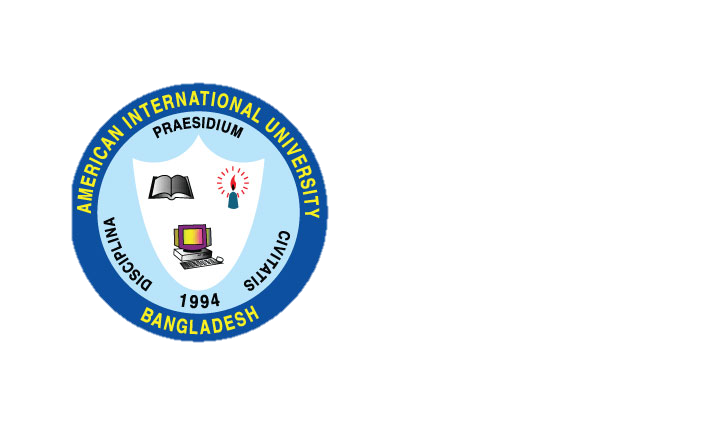 AMERICAN INTERNATIONAL UNIVERSITY
PRAESIDIUM
DISCIPLINA
CIVITATIS
1994
BANGLADESH